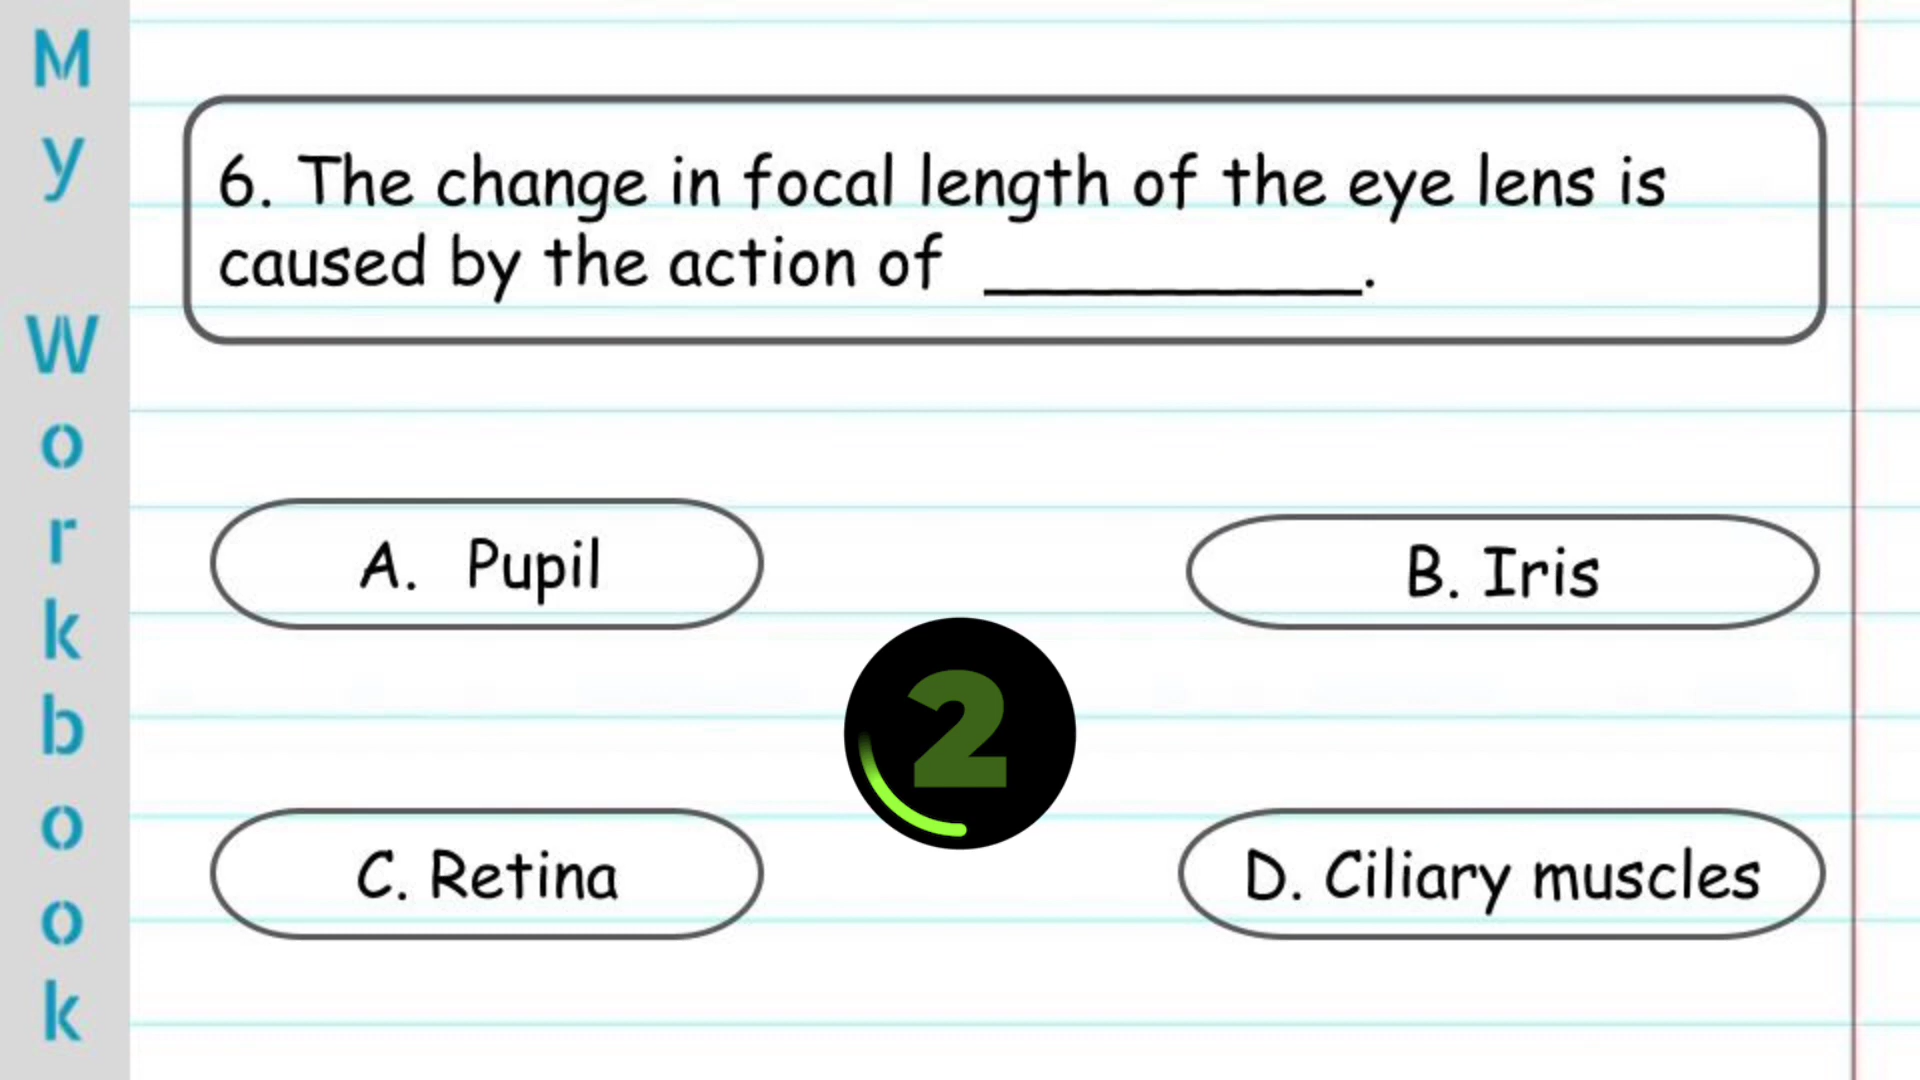 My Workbook
6. The change in focal length of the eye lens is
caused by the action of __________.
A. Pupil
B. Iris
2
C. Retina
D. Ciliary muscles